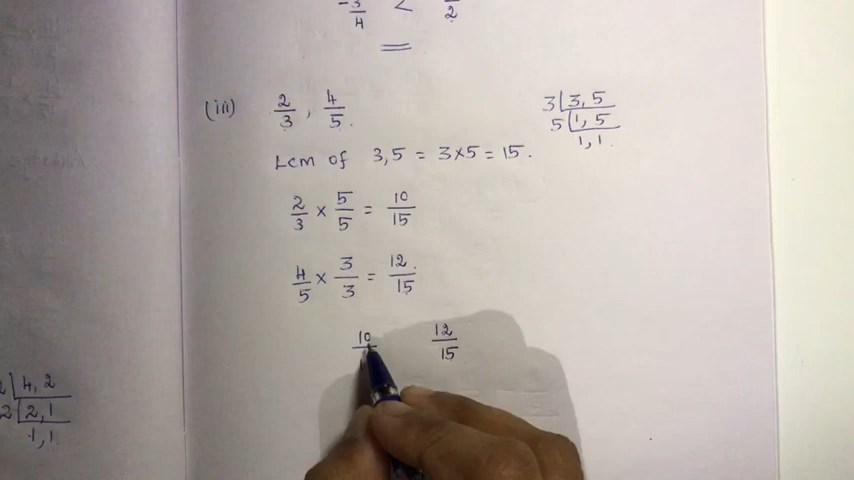 -3/4 < /2
(iii) 2/3 , 4/5.
3 | 3, 5
5 | 1, 5
1, 1.
LCM of 3,5 = 3×5 = 15.
2/3 × 5/5 = 10/15
4/5 × 3/3 = 12/15
10/ 12/15
2 | 4, 2
2 | 2, 1
1, 1